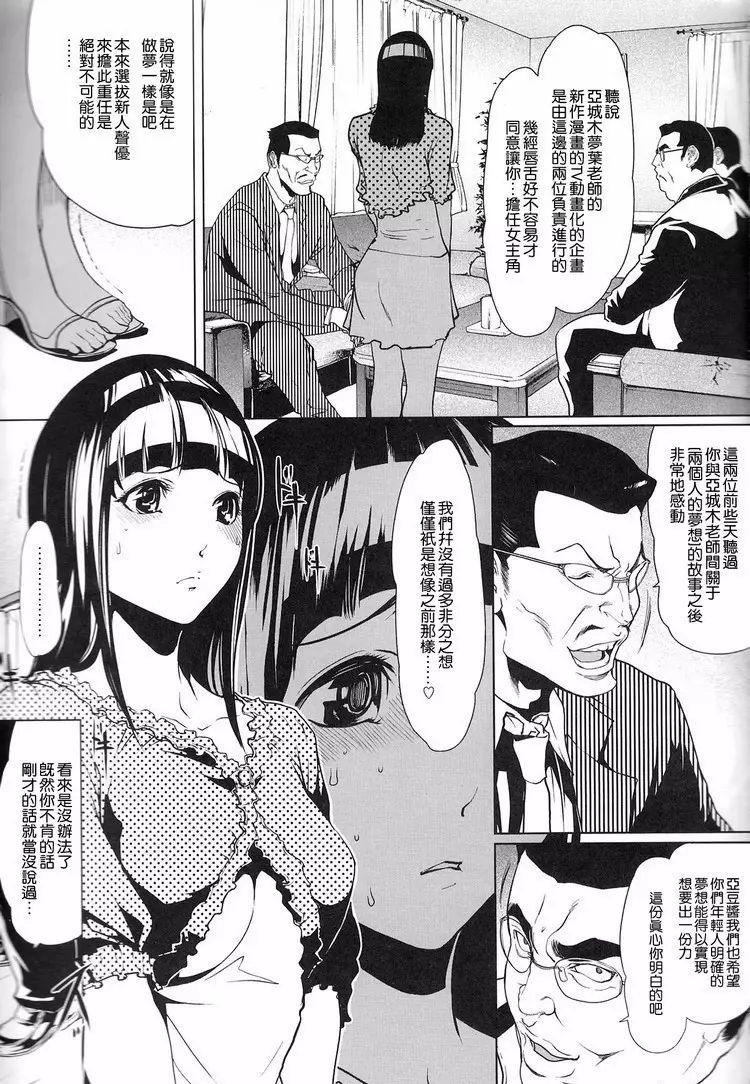 聽說
亞城木夢葉老師的
新作漫畫的TV動畫化的企畫
是由這邊的兩位負責進行的
幾經唇舌好不容易才
同意讓你…擔任女主角
說得就像是在
做夢一樣是吧
本來選拔新人聲優
來擔此重任是
絕對不可能的
……
這兩位前些天聽過
你與亞城木老師間關于
(兩個人的夢想)的故事之後
非常地感動
我們幷沒有過多非分之想
僅僅衹是想像之前那樣……♡
ドキ
…………
亞豆醬我們也希望
你們年輕人明確的
夢想能得以實現
想要出一份力
這份真心你明白的吧
看來是沒辦法了
既然你不肯的話
剛才的話就當沒說過…